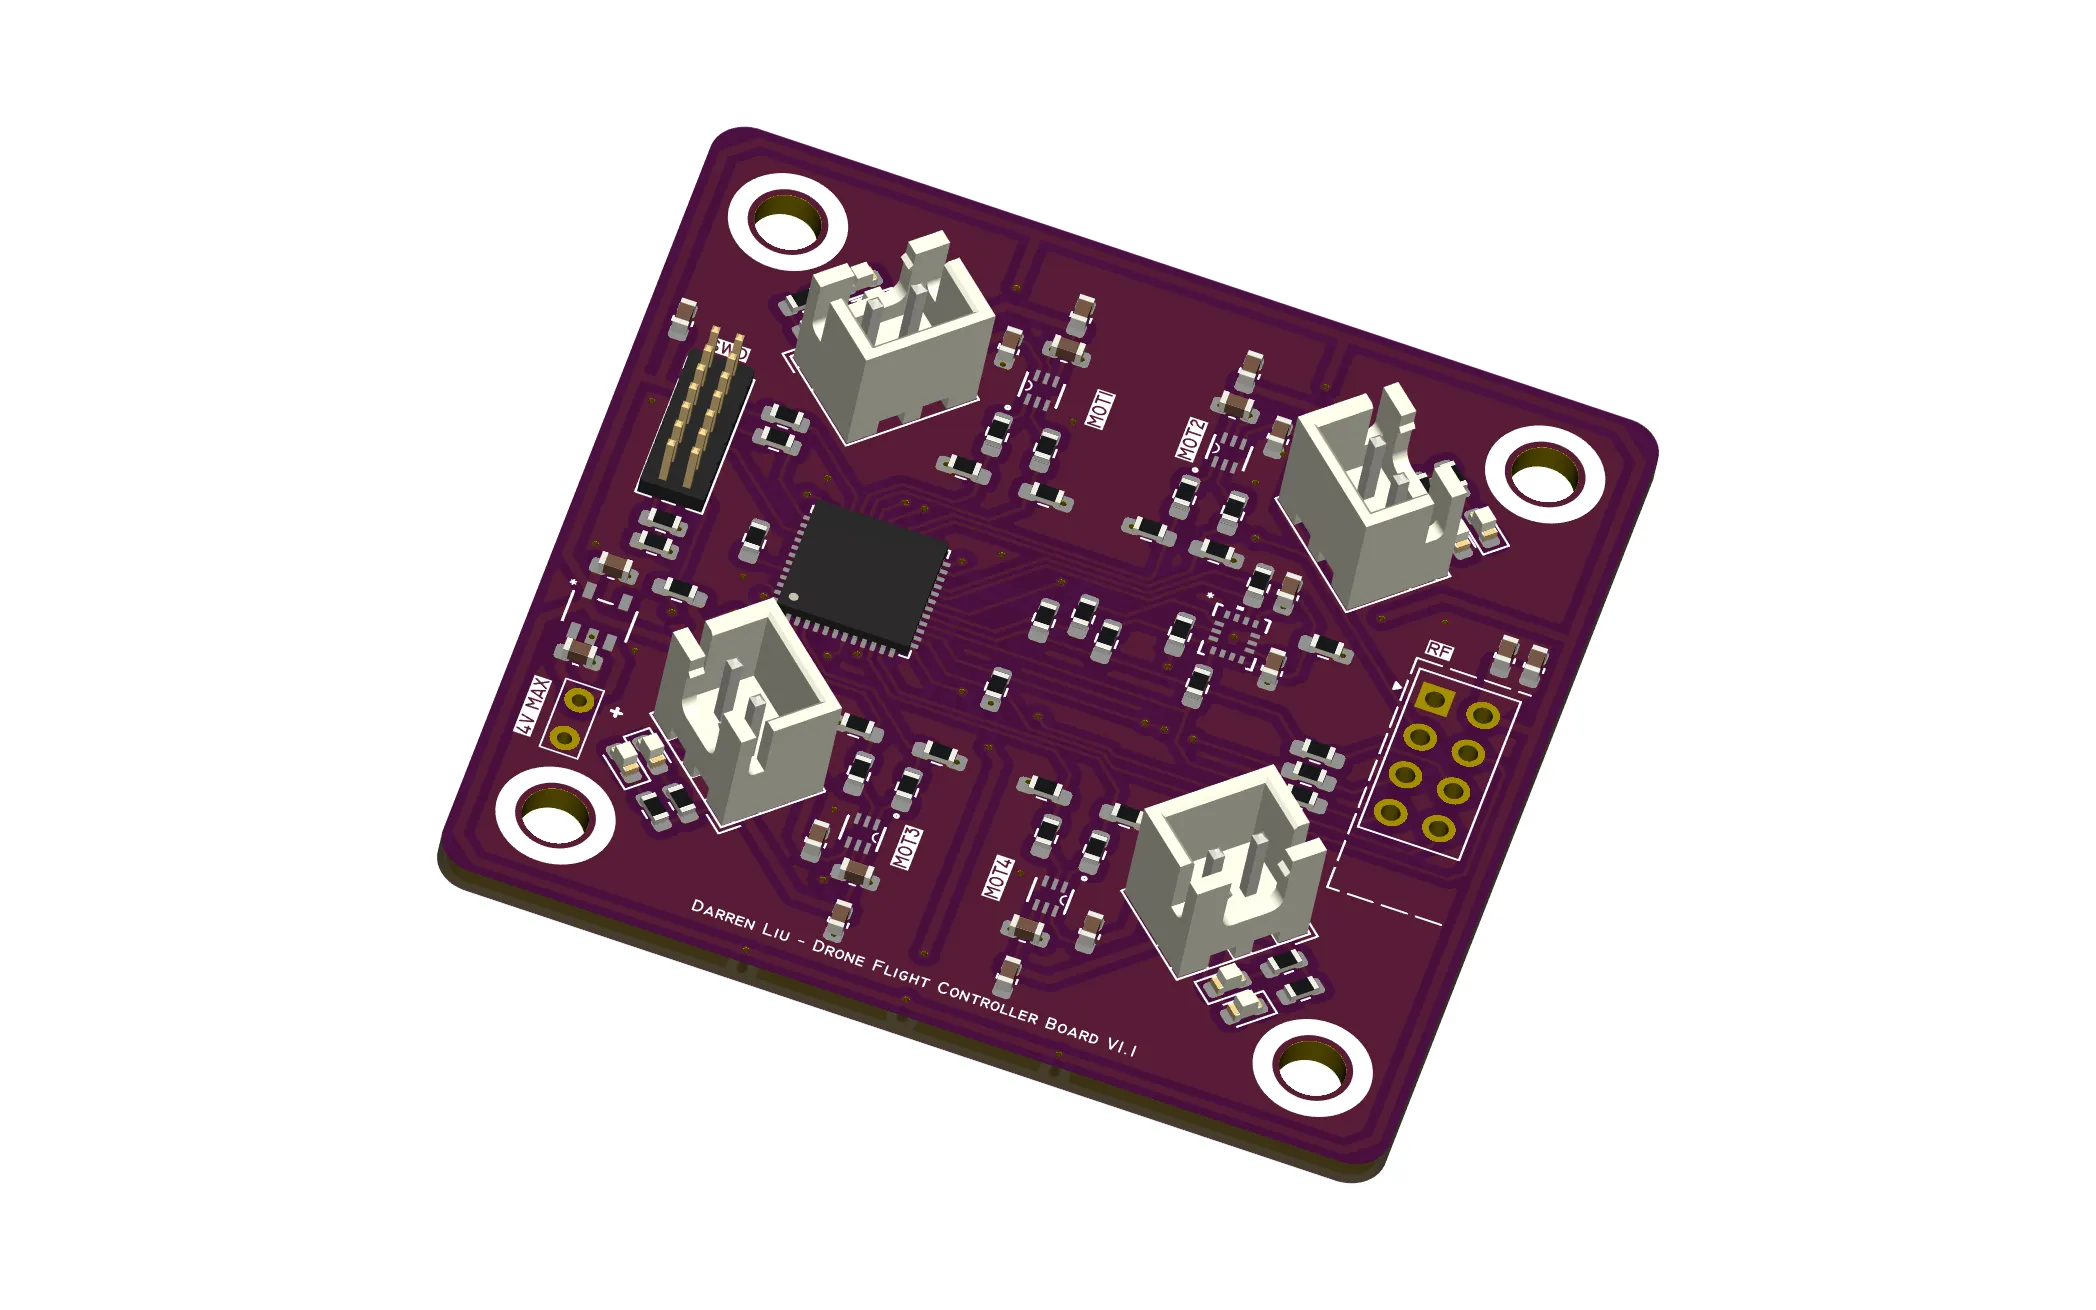 SWD
MOT1
MOT2
RF
4V MAX
+
MOT3
MOT4
DARREN LIU - DRONE FLIGHT CONTROLLER BOARD V1.1